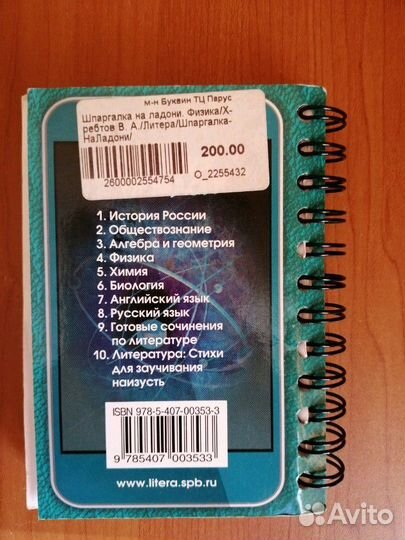 м-н Буквин ТЦ Парус
Шпаргалка на ладони. Физика/Х-
ребтов В. А./Литера/Шпаргалка-
НаЛадони/
200.00
2600002554754
О_2255432
1. История России
2. Обществознание
3. Алгебра и геометрия
4. Физика
5. Химия
6. Биология
7. Английский язык
8. Русский язык
9. Готовые сочинения
по литературе
10. Литература: Стихи
для заучивания
наизусть
ISBN 978-5-407-00353-3
9 785407 003533
www.litera.spb.ru
Avito